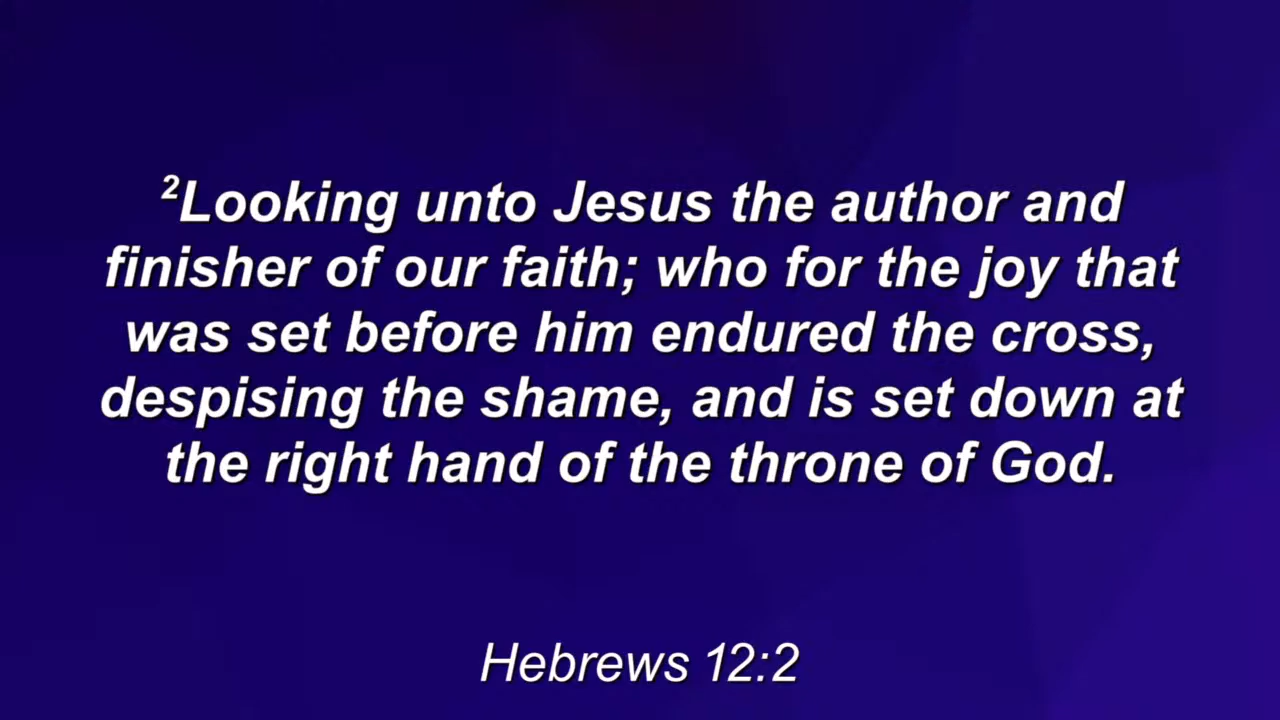 ²Looking unto Jesus the author and
finisher of our faith; who for the joy that
was set before him endured the cross,
despising the shame, and is set down at
the right hand of the throne of God.
Hebrews 12:2